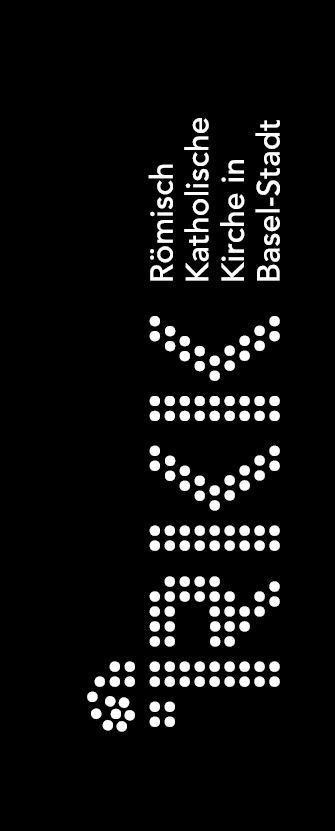 RKK
Römisch
Katholische
Kirche in
Basel-Stadt